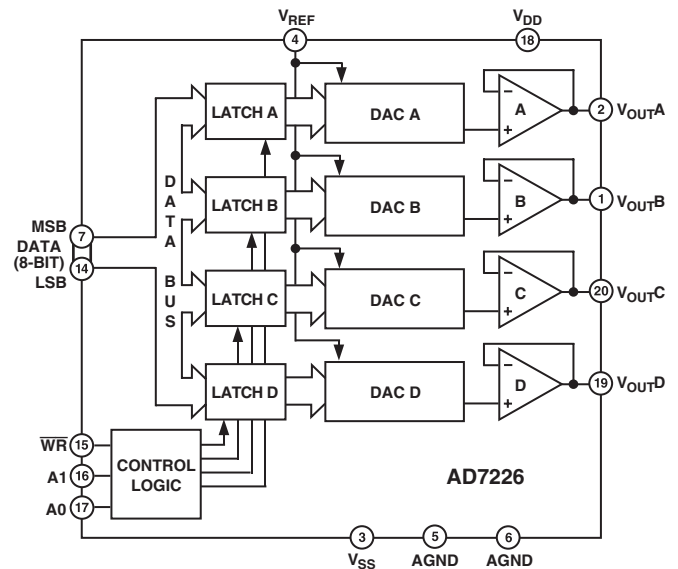 VREF
VDD
4
18
LATCH A
DAC A
−
A
+
2
VOUTA
DATA BUS
LATCH B
DAC B
−
B
+
1
VOUTB
MSB
7
DATA
(8-BIT)
14
LSB
LATCH C
DAC C
−
C
+
20
VOUTC
LATCH D
DAC D
−
D
+
19
VOUTD
WR
15
A1
16
A0
17
CONTROL
LOGIC
AD7226
3
5
6
VSS
AGND
AGND